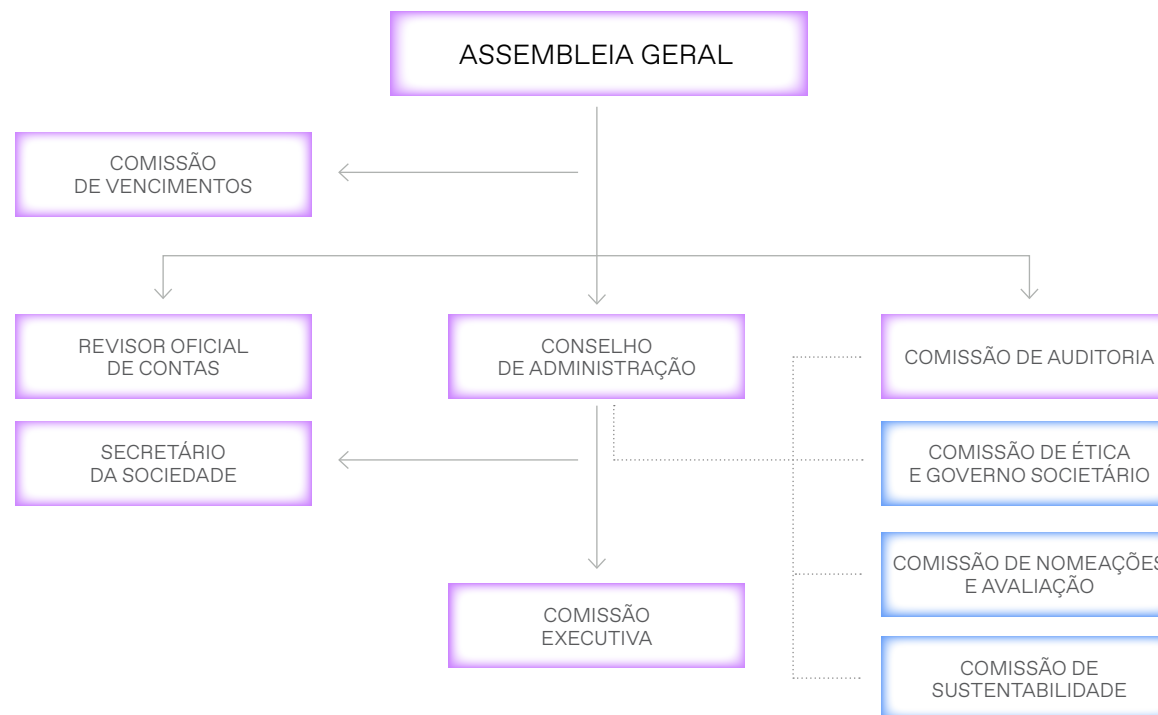 ASSEMBLEIA GERAL
COMISSÃO
DE VENCIMENTOS
REVISOR OFICIAL
DE CONTAS
CONSELHO
DE ADMINISTRAÇÃO
COMISSÃO DE AUDITORIA
SECRETÁRIO
DA SOCIEDADE
COMISSÃO DE ÉTICA
E GOVERNO SOCIETÁRIO
COMISSÃO DE NOMEAÇÕES
E AVALIAÇÃO
COMISSÃO
EXECUTIVA
COMISSÃO DE
SUSTENTABILIDADE